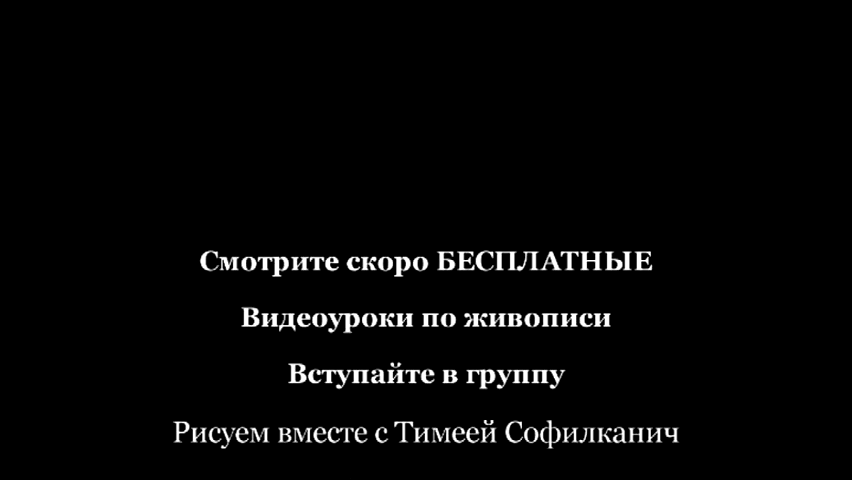 Смотрите скоро БЕСПЛАТНЫЕ
Видеоуроки по живописи
Вступайте в группу
Рисуем вместе с Тимеей Софилканич